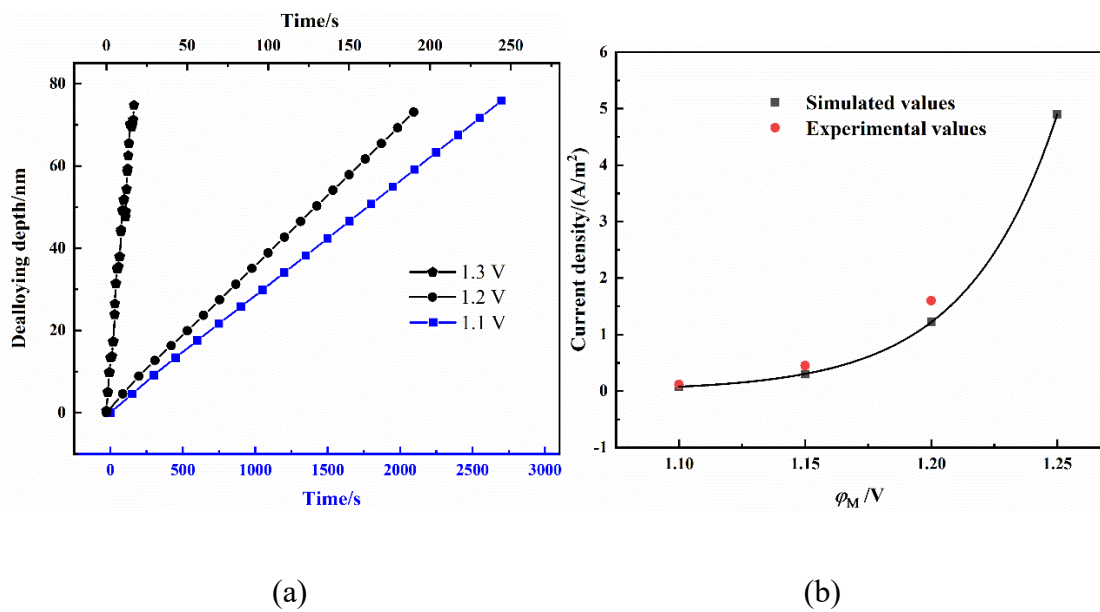 Time/s
0 50 100 150 200 250
80
60
40
20
0
Dealloying depth/nm
1.3 V
1.2 V
1.1 V
0 500 1000 1500 2000 2500 3000
Time/s
(a)
6
5
4
3
2
1
0
-1
Current density/(A/m²)
Simulated values
Experimental values
1.10 1.15 1.20 1.25
φM /V
(b)